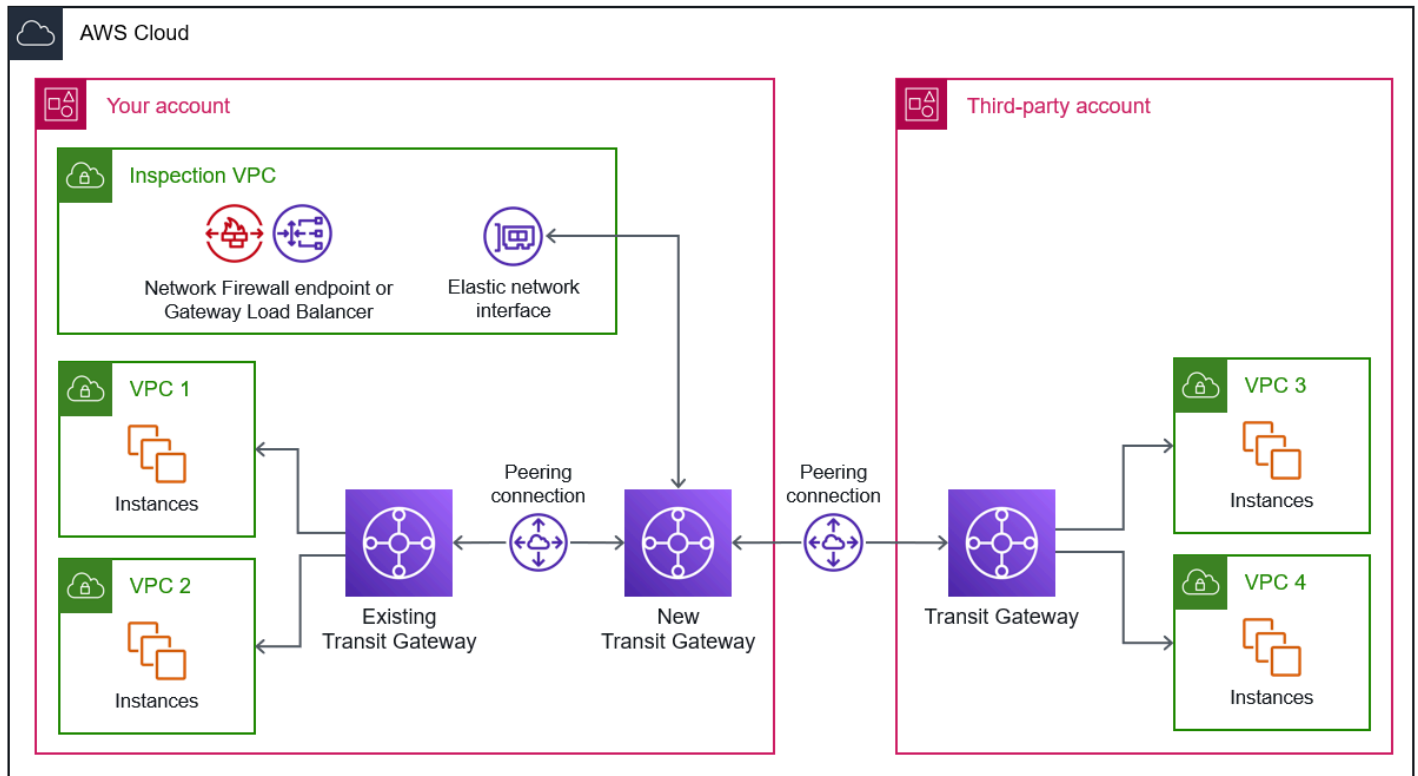 AWS Cloud
Your account
Third-party account
Inspection VPC
Network Firewall endpoint or
Gateway Load Balancer
Elastic network
interface
VPC 1
Instances
VPC 2
Instances
Existing
Transit Gateway
Peering
connection
New
Transit Gateway
Peering
connection
Transit Gateway
VPC 3
Instances
VPC 4
Instances